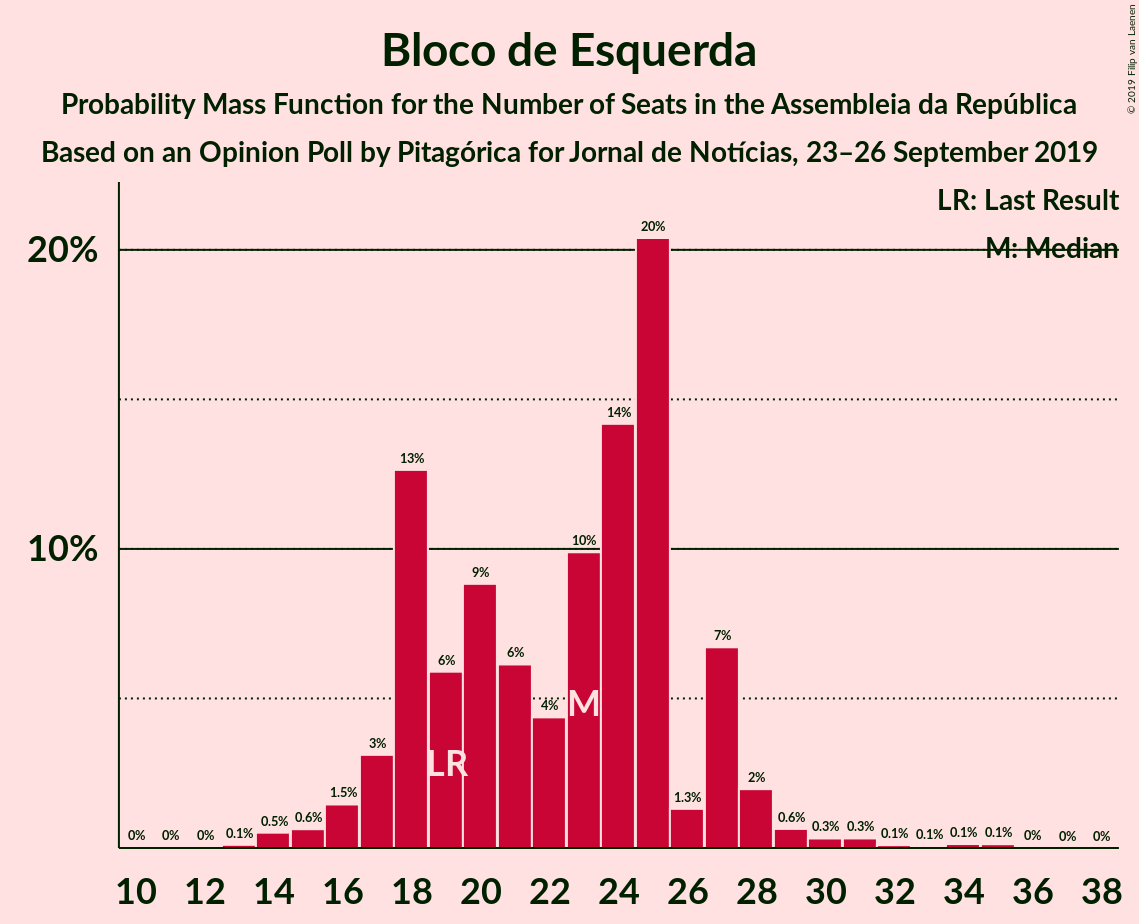 Bloco de Esquerda
Probability Mass Function for the Number of Seats in the Assembleia da República
Based on an Opinion Poll by Pitagórica for Jornal de Notícias, 23–26 September 2019
© 2019 Filip van Laenen
LR: Last Result
M: Median
20%
10%
0% 0% 0% 0.1% 0.5% 0.6% 1.5% 3% 13% 6% 9% 6% 4% 10% 14% 20% 1.3% 7% 2% 0.6% 0.3% 0.3% 0.1% 0.1% 0.1% 0.1% 0% 0% 0%
M
LR
10 12 14 16 18 20 22 24 26 28 30 32 34 36 38